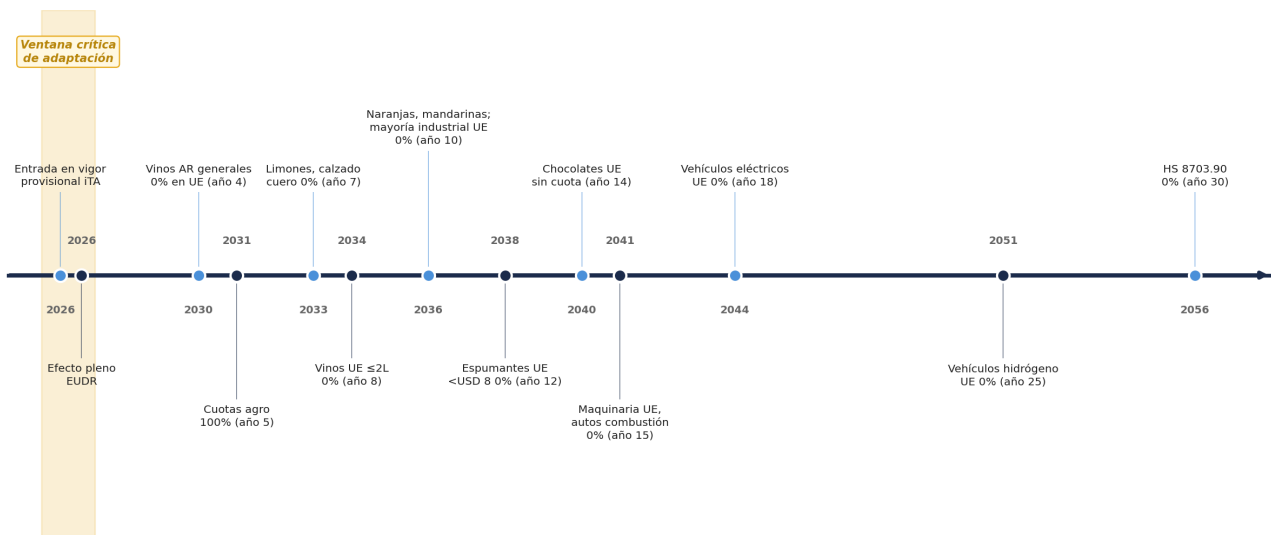 Ventana crítica
de adaptación
Naranjas, mandarinas;
mayoría industrial UE
0% (año 10)
Entrada en vigor
provisional iTA
Vinos AR generales
0% en UE (año 4)
Limones, calzado
cuero 0% (año 7)
Chocolates UE
sin cuota (año 14)
Vehículos eléctricos
UE 0% (año 18)
HS 8703.90
0% (año 30)
2026
2031
2034
2038
2041
2051
2026
2030
2033
2036
2040
2044
2056
Efecto pleno
EUDR
Vinos UE ≤2L
0% (año 8)
Espumantes UE
<USD 8 0% (año 12)
Vehículos hidrógeno
UE 0% (año 25)
Cuotas agro
100% (año 5)
Maquinaria UE,
autos combustión
0% (año 15)